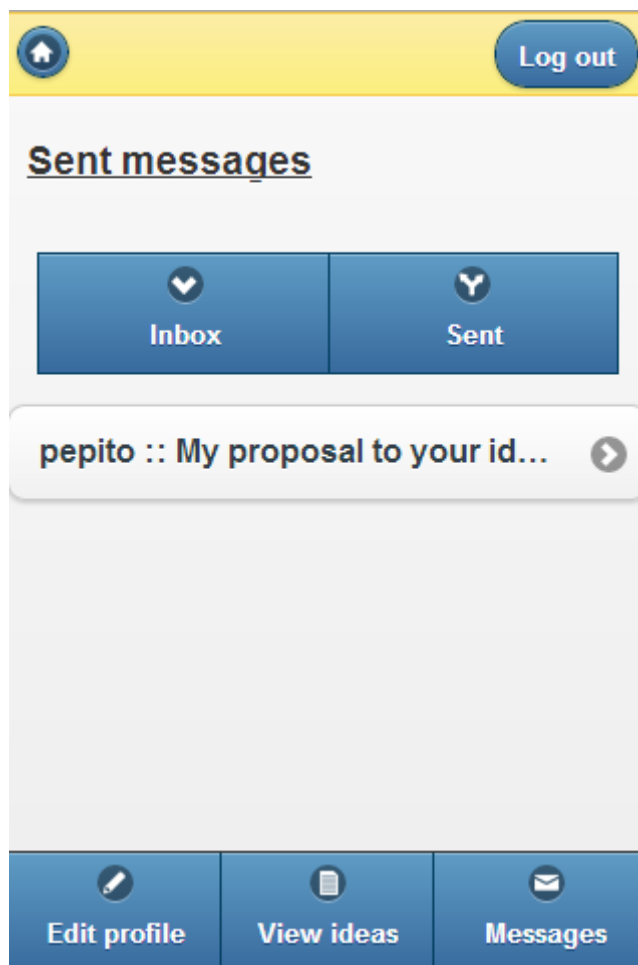 Log out
Sent messages
Inbox Sent
pepito :: My proposal to your id...
Edit profile View ideas Messages